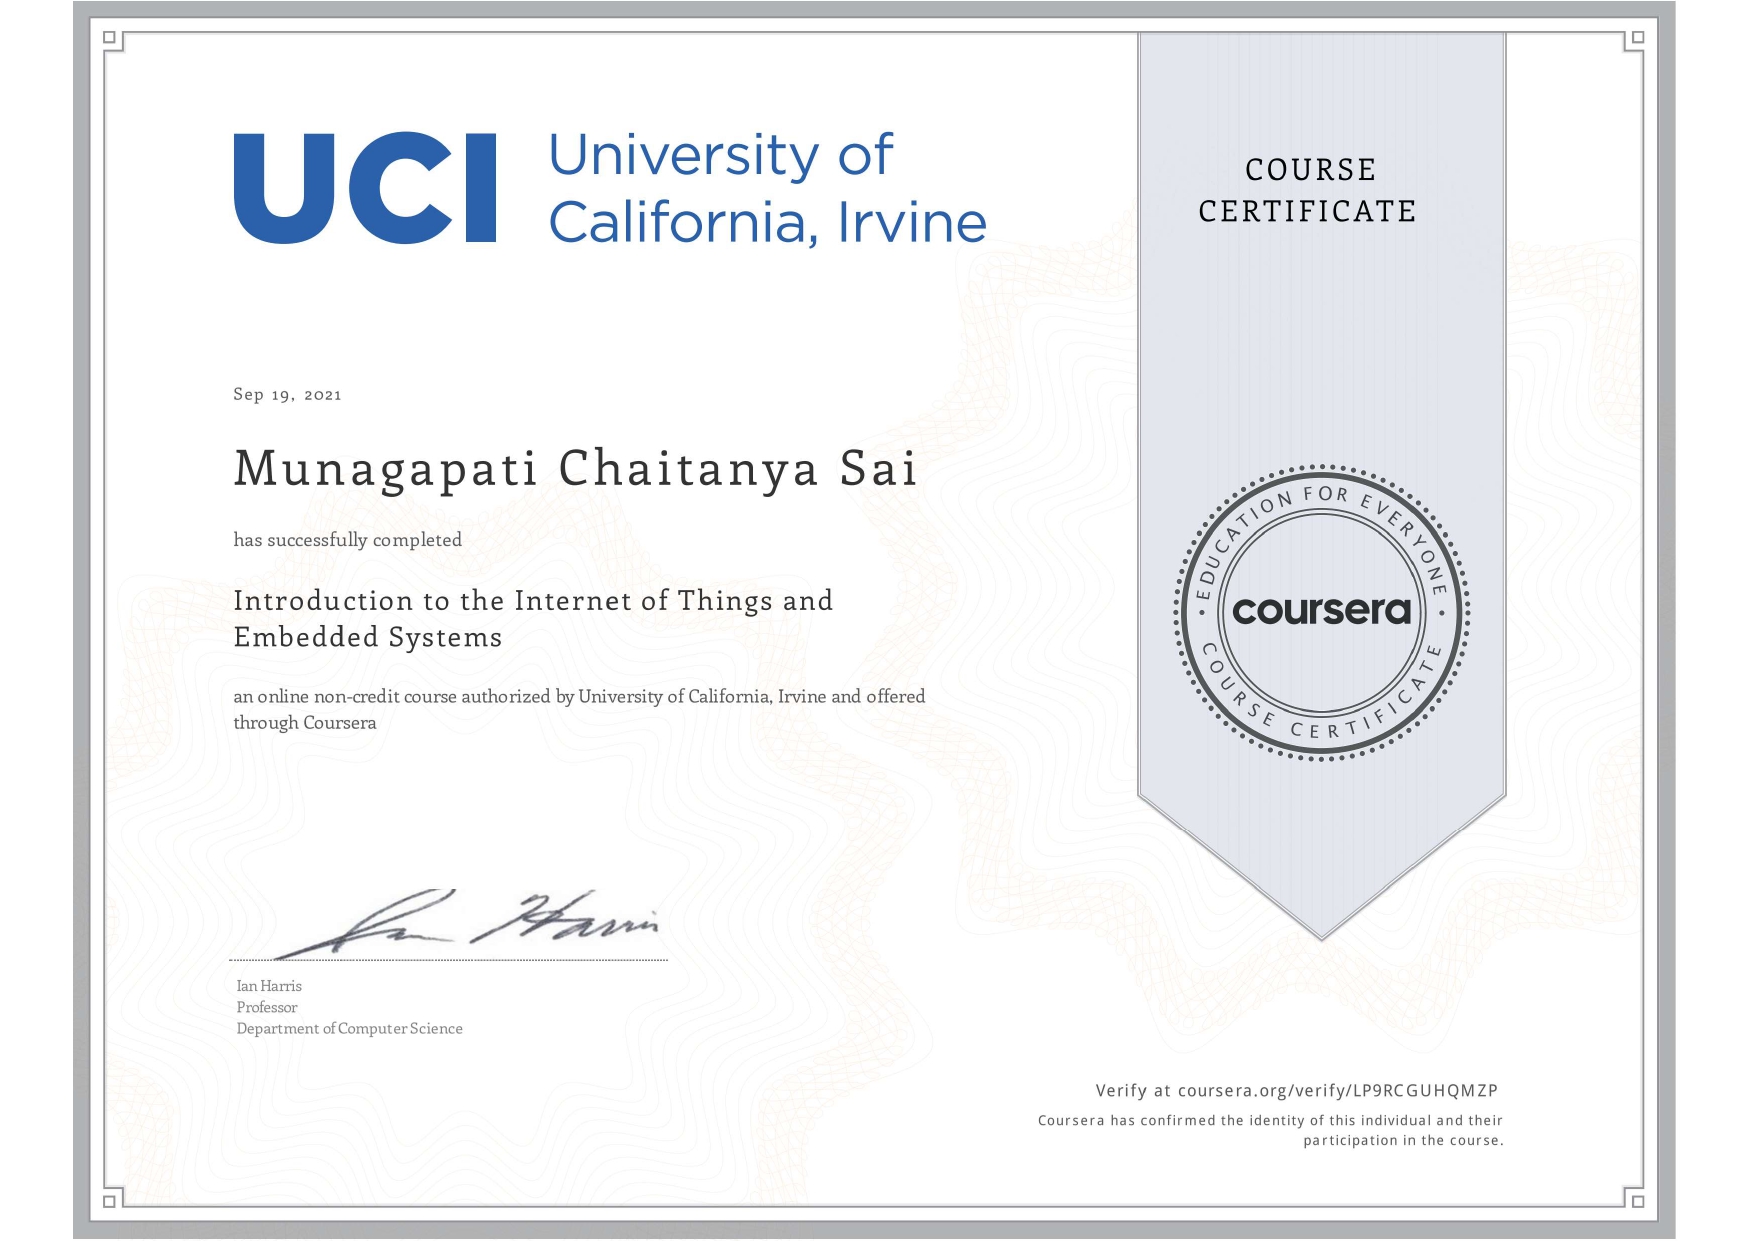 UCI University of
California, Irvine
COURSE
CERTIFICATE
Sep 19, 2021
Munagapati Chaitanya Sai
has successfully completed
Introduction to the Internet of Things and
Embedded Systems
an online non-credit course authorized by University of California, Irvine and offered
through Coursera
EDUCATION FOR EVERYONE
coursera
COURSE CERTIFICATE
Ian Harris
Ian Harris
Professor
Department of Computer Science
Verify at coursera.org/verify/LP9RCGUHQMZP
Coursera has confirmed the identity of this individual and their
participation in the course.